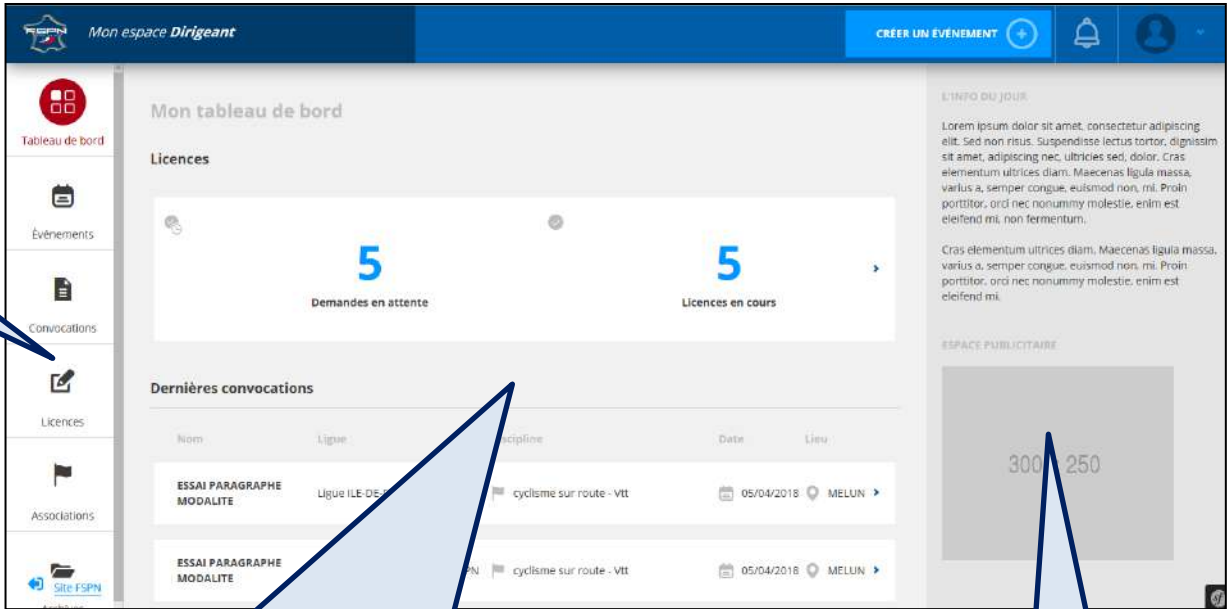 FSPN
Mon espace Dirigeant
CRÉER UN ÉVÉNEMENT
Tableau de bord
Évènements
Convocations
Licences
Associations
Site FSPN
Archives
Mon tableau de bord
Licences
5
Demandes en attente
5
Licences en cours
Dernières convocations
Nom Ligue Date Lieu
ESSAI PARAGRAPHE MODALITE Ligue cyclisme sur route - Vtt 05/04/2018 MELUN
ESSAI PARAGRAPHE MODALITE cyclisme sur route - Vtt 05/04/2018 MELUN
L'INFO DU JOUR
Lorem ipsum dolor sit amet, consectetur adipiscing
elit. Sed non risus. Suspendisse lectus tortor, dignissim
sit amet, adipiscing nec, ultricies sed, dolor. Cras
elementum ultrices diam. Maecenas ligula massa,
varius a, semper congue, euismod non, mi. Proin
porttitor, orci nec nonummy molestie, enim est
eleifend mi, non fermentum.
Cras elementum ultrices diam. Maecenas ligula massa,
varius a, semper congue, euismod non, mi. Proin
porttitor, orci nec nonummy molestie, enim est
eleifend mi.
ESPACE PUBLICITAIRE
300 250